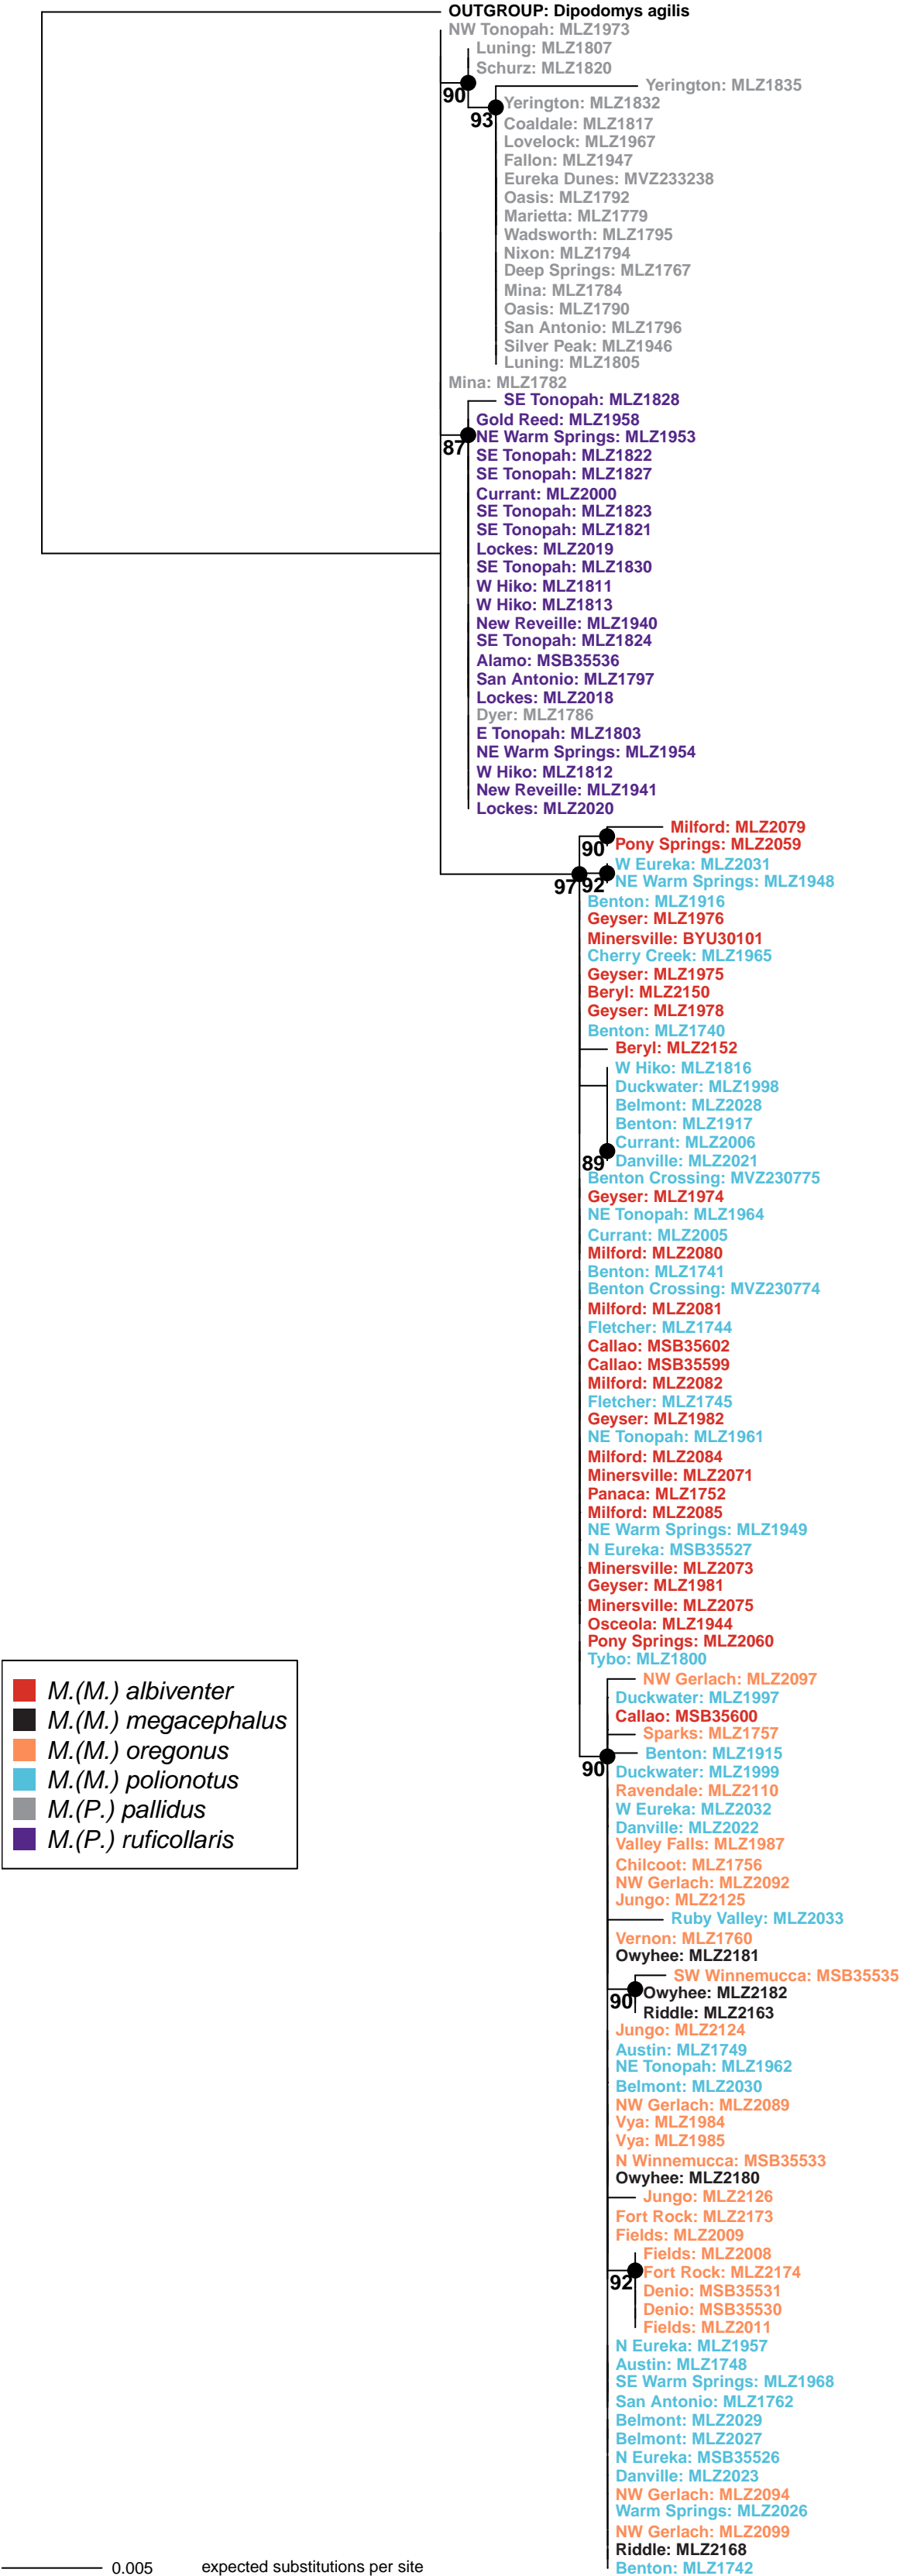 OUTGROUP: Dipodomys agilis
NW Tonopah: MLZ1973
Luning: MLZ1807
Schurz: MLZ1820
90
Yerington: MLZ1835
Yerington: MLZ1832
93
Coaldale: MLZ1817
Lovelock: MLZ1967
Fallon: MLZ1947
Eureka Dunes: MVZ233238
Oasis: MLZ1792
Marietta: MLZ1779
Wadsworth: MLZ1795
Nixon: MLZ1794
Deep Springs: MLZ1767
Mina: MLZ1784
Oasis: MLZ1790
San Antonio: MLZ1796
Silver Peak: MLZ1946
Luning: MLZ1805
Mina: MLZ1782
SE Tonopah: MLZ1828
Gold Reed: MLZ1958
NE Warm Springs: MLZ1953
87
SE Tonopah: MLZ1822
SE Tonopah: MLZ1827
Currant: MLZ2000
SE Tonopah: MLZ1823
SE Tonopah: MLZ1821
Lockes: MLZ2019
SE Tonopah: MLZ1830
W Hiko: MLZ1811
W Hiko: MLZ1813
New Reveille: MLZ1940
SE Tonopah: MLZ1824
Alamo: MSB35536
San Antonio: MLZ1797
Lockes: MLZ2018
Dyer: MLZ1786
E Tonopah: MLZ1803
NE Warm Springs: MLZ1954
W Hiko: MLZ1812
New Reveille: MLZ1941
Lockes: MLZ2020
Milford: MLZ2079
90
Pony Springs: MLZ2059
W Eureka: MLZ2031
97
92
NE Warm Springs: MLZ1948
Benton: MLZ1916
Geyser: MLZ1976
Minersville: BYU30101
Cherry Creek: MLZ1965
Geyser: MLZ1975
Beryl: MLZ2150
Geyser: MLZ1978
Benton: MLZ1740
Beryl: MLZ2152
W Hiko: MLZ1816
Duckwater: MLZ1998
Belmont: MLZ2028
Benton: MLZ1917
Currant: MLZ2006
89
Danville: MLZ2021
Benton Crossing: MVZ230775
Geyser: MLZ1974
NE Tonopah: MLZ1964
Currant: MLZ2005
Milford: MLZ2080
Benton: MLZ1741
Benton Crossing: MVZ230774
Milford: MLZ2081
Fletcher: MLZ1744
Callao: MSB35602
Callao: MSB35599
Milford: MLZ2082
Fletcher: MLZ1745
Geyser: MLZ1982
NE Tonopah: MLZ1961
Milford: MLZ2084
Minersville: MLZ2071
Panaca: MLZ1752
Milford: MLZ2085
NE Warm Springs: MLZ1949
N Eureka: MSB35527
Minersville: MLZ2073
Geyser: MLZ1981
Minersville: MLZ2075
Osceola: MLZ1944
Pony Springs: MLZ2060
Tybo: MLZ1800
NW Gerlach: MLZ2097
Duckwater: MLZ1997
Callao: MSB35600
Sparks: MLZ1757
Benton: MLZ1915
90
Duckwater: MLZ1999
Ravendale: MLZ2110
W Eureka: MLZ2032
Danville: MLZ2022
Valley Falls: MLZ1987
Chilcoot: MLZ1756
NW Gerlach: MLZ2092
Jungo: MLZ2125
Ruby Valley: MLZ2033
Vernon: MLZ1760
Owyhee: MLZ2181
SW Winnemucca: MSB35535
90
Owyhee: MLZ2182
Riddle: MLZ2163
Jungo: MLZ2124
Austin: MLZ1749
NE Tonopah: MLZ1962
Belmont: MLZ2030
NW Gerlach: MLZ2089
Vya: MLZ1984
Vya: MLZ1985
N Winnemucca: MSB35533
Owyhee: MLZ2180
Jungo: MLZ2126
Fort Rock: MLZ2173
Fields: MLZ2009
Fields: MLZ2008
92
Fort Rock: MLZ2174
Denio: MSB35531
Denio: MSB35530
Fields: MLZ2011
N Eureka: MLZ1957
Austin: MLZ1748
SE Warm Springs: MLZ1968
San Antonio: MLZ1762
Belmont: MLZ2029
Belmont: MLZ2027
N Eureka: MSB35526
Danville: MLZ2023
NW Gerlach: MLZ2094
Warm Springs: MLZ2026
NW Gerlach: MLZ2099
Riddle: MLZ2168
Benton: MLZ1742
M.(M.) albiventer
M.(M.) megacephalus
M.(M.) oregonus
M.(M.) polionotus
M.(P.) pallidus
M.(P.) ruficollaris
0.005 expected substitutions per site